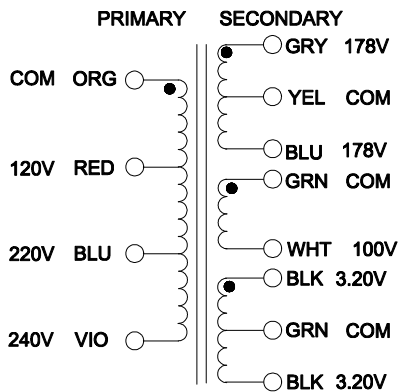 PRIMARY SECONDARY
GRY 178V
COM ORG
YEL COM
BLU 178V
120V RED
GRN COM
220V BLU
WHT 100V
BLK 3.20V
240V VIO
GRN COM
BLK 3.20V